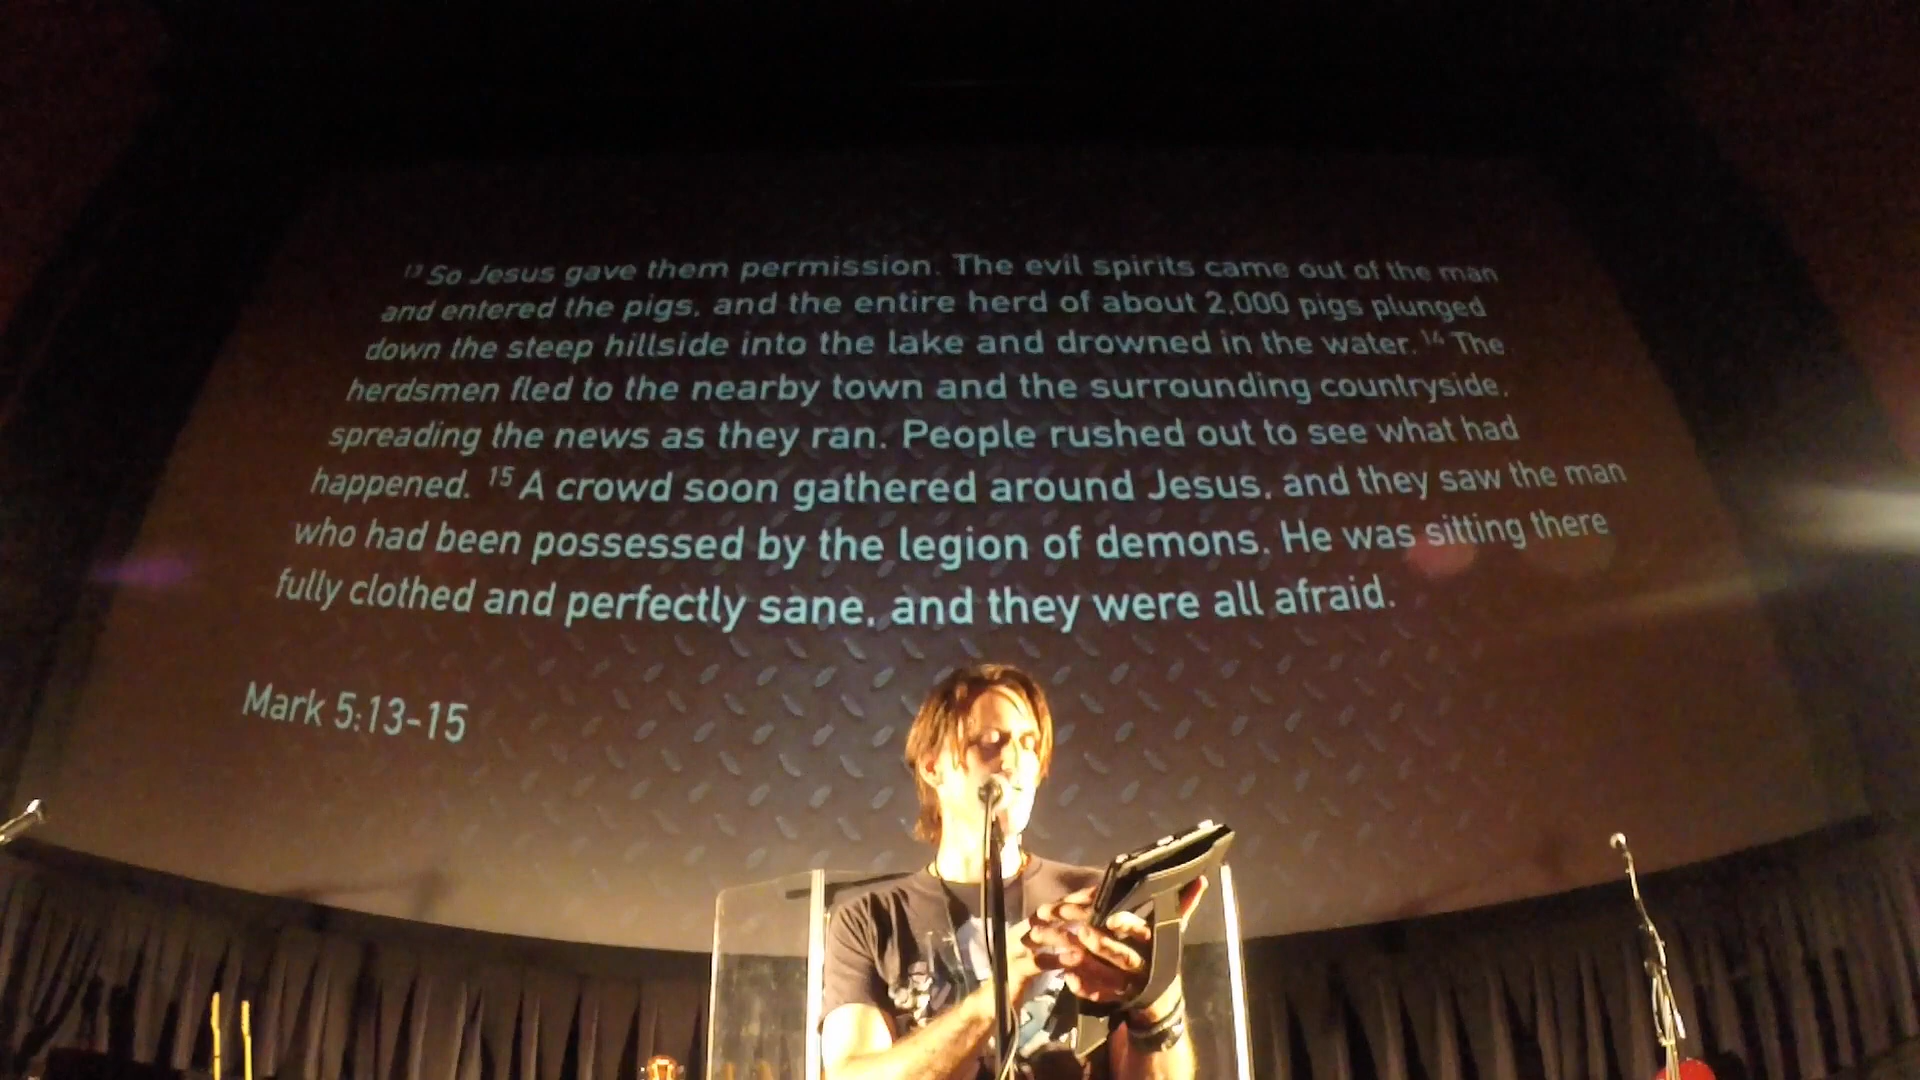 13 So Jesus gave them permission. The evil spirits came out of the man
and entered the pigs, and the entire herd of about 2,000 pigs plunged
down the steep hillside into the lake and drowned in the water. 14 The
herdsmen fled to the nearby town and the surrounding countryside,
spreading the news as they ran. People rushed out to see what had
happened. 15 A crowd soon gathered around Jesus, and they saw the man
who had been possessed by the legion of demons. He was sitting there
fully clothed and perfectly sane, and they were all afraid.
Mark 5:13-15